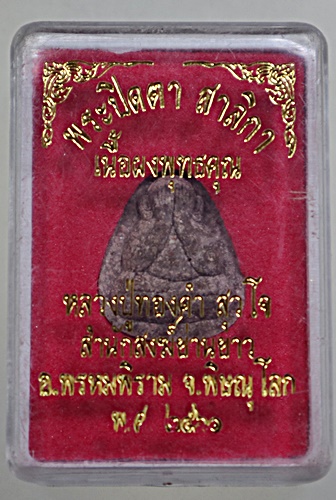 พระปิดตา สาลิกา
เนื้อผงพุทธคุณ
หลวงปู่ทองดำ สุวโจ
สำนักสงฆ์ย่านยาว
อ.พรหมพิราม จ.พิษณุโลก
พ.ศ ๒๕๖๑